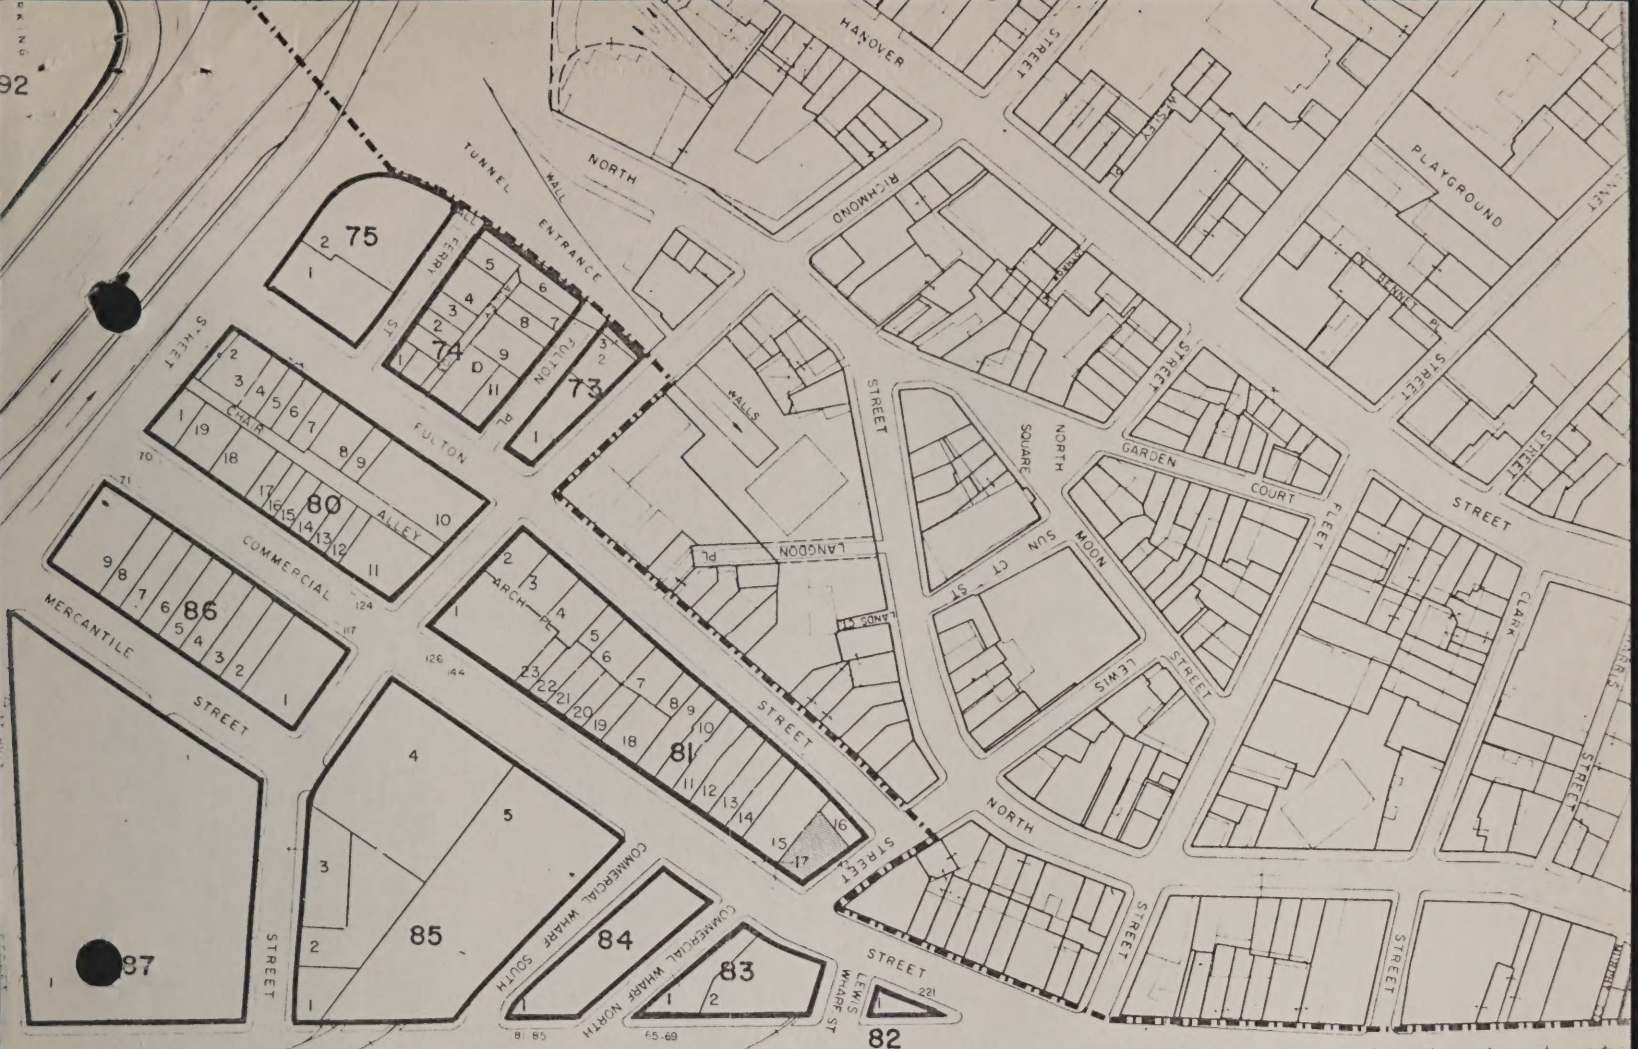 92
HANOVER
STREET
PLAYGROUND
TUNNEL
ENTRANCE
WALL
NORTH
RICHMOND
75
2
1
FERRY
ST
5
4
3
2
1
74
ALLEY
6
7
8
9
10
11
FULTON
PL
73
3
2
1
BENNET
PL
STREET
STREET
STREET
STREET
2
3
4
5
6
7
8
9
10
CHAIR
ALLEY
80
1
19
18
17
16
15
14
13
12
11
FULTON
STREET
WALLS
STREET
NORTH
SQUARE
GARDEN
COURT
FLEET
STREET
CLARK
STREET
70
71
COMMERCIAL
124
117
126
144
86
9
8
7
6
5
4
3
2
1
MERCANTILE
STREET
LANGDON
PL
SUN
CT
ST
MOON
STREET
LEWIS
2
3
4
5
6
7
8
9
10
11
12
13
14
15
16
17
18
19
20
21
22
23
1
ARCH
PL
81
STREET
STREET
NORTH
STREET
STREET
87
1
STREET
85
4
5
3
2
1
COMMERCIAL WHARF SOUTH
84
1
81-85
COMMERCIAL WHARF NORTH
83
1
2
65-69
STREET
LEWIS
WHARF ST
1
221
82